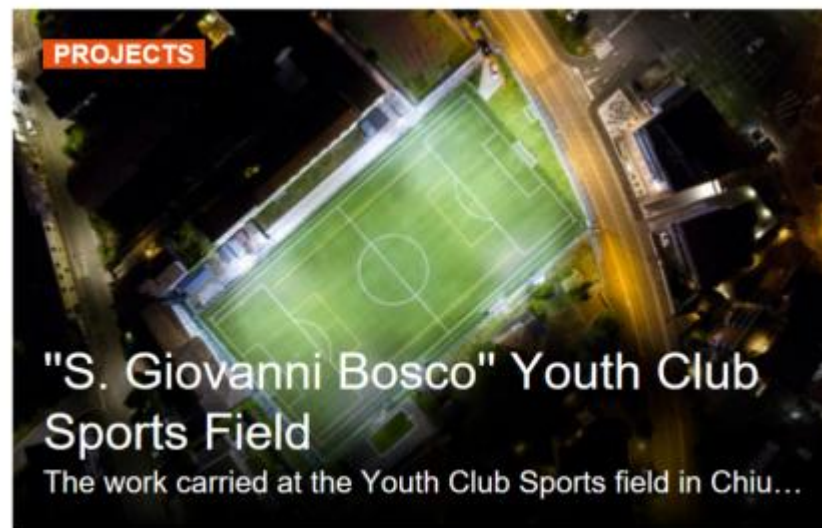 PROJECTS
"S. Giovanni Bosco" Youth Club
Sports Field
The work carried at the Youth Club Sports field in Chiu...